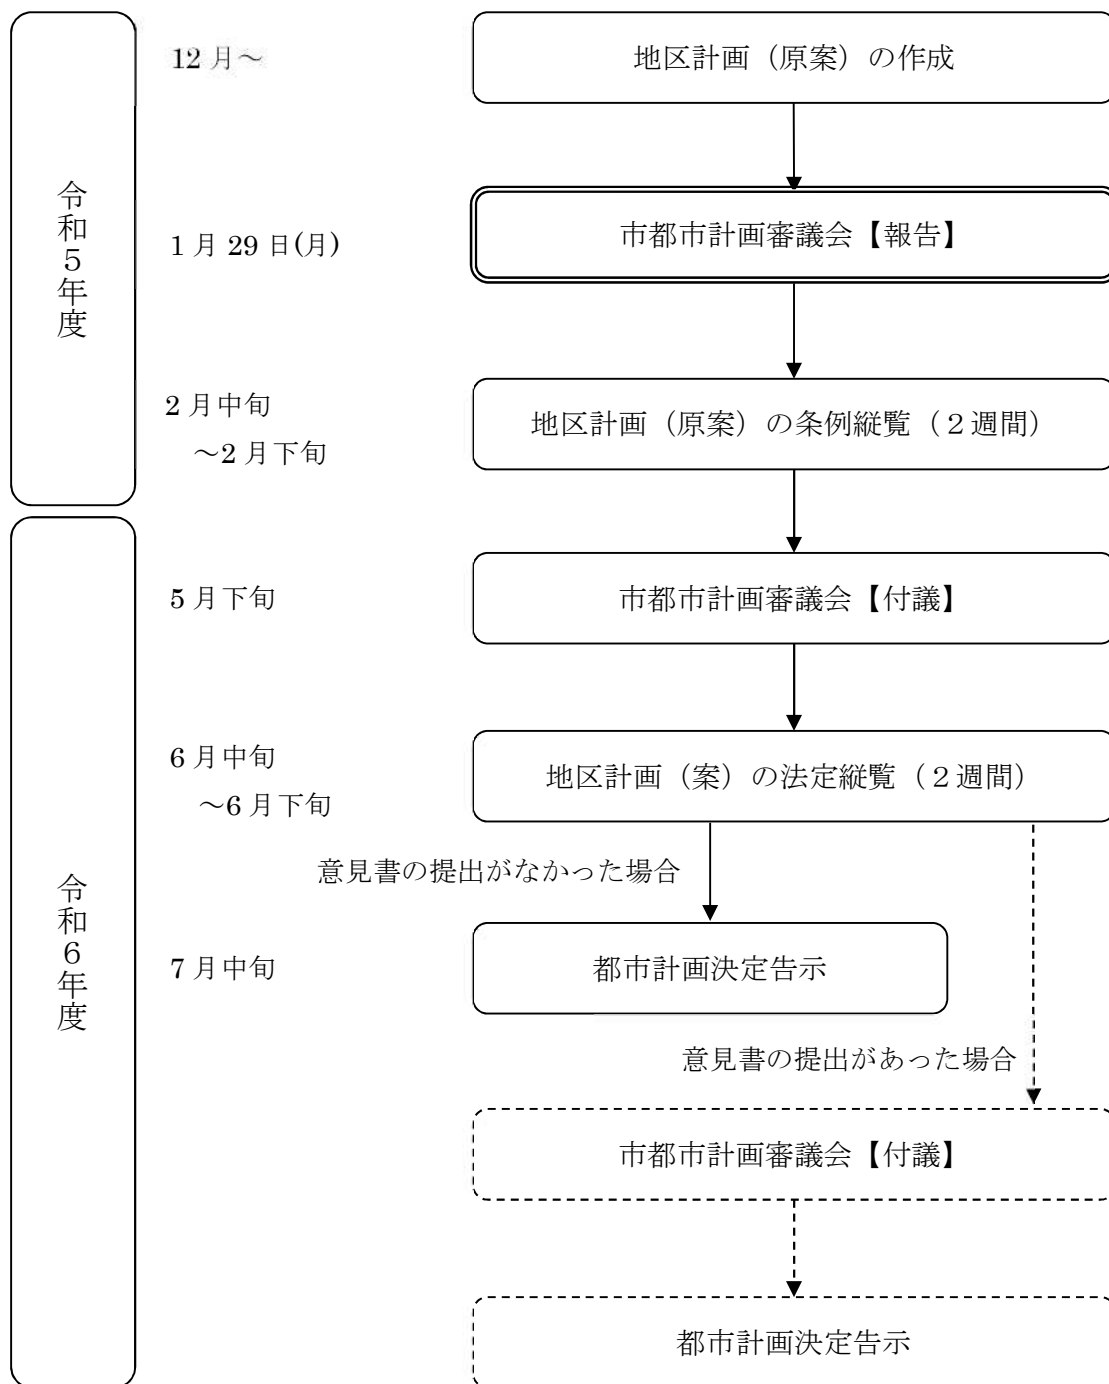 令和５年度
12 月～
地区計画（原案）の作成
1 月 29 日(月)
市都市計画審議会【報告】
2 月中旬
～2 月下旬
地区計画（原案）の条例縦覧（２週間）
令和６年度
5 月下旬
市都市計画審議会【付議】
6 月中旬
～6 月下旬
地区計画（案）の法定縦覧（２週間）
意見書の提出がなかった場合
7 月中旬
都市計画決定告示
意見書の提出があった場合
市都市計画審議会【付議】
都市計画決定告示